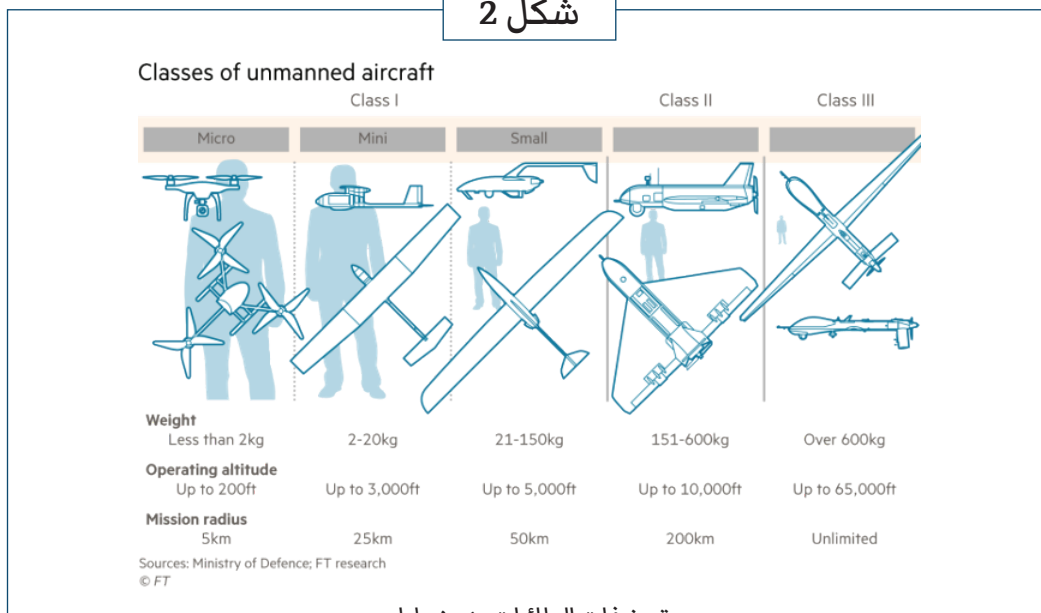 شكل 2
Classes of unmanned aircraft
Class I Class II Class III
Micro Mini Small
Weight
Less than 2kg 2-20kg 21-150kg 151-600kg Over 600kg
Operating altitude
Up to 200ft Up to 3,000ft Up to 5,000ft Up to 10,000ft Up to 65,000ft
Mission radius
5km 25km 50km 200km Unlimited
Sources: Ministry of Defence; FT research
© FT